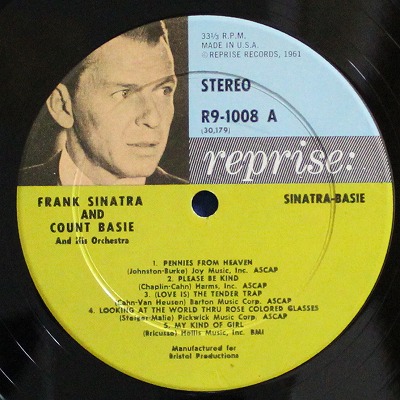 33⅓ R.P.M.
MADE IN U.S.A.
©REPRISE RECORDS, 1961
STEREO
R9-1008 A
(30,179)
reprise:
FRANK SINATRA
AND
COUNT BASIE
And His Orchestra
SINATRA-BASIE
1. PENNIES FROM HEAVEN
(Johnston-Burke) Joy Music, Inc. ASCAP
2. PLEASE BE KIND
(Chaplin-Cahn) Harms, Inc. ASCAP
3. (LOVE IS) THE TENDER TRAP
(Cahn-Van Heusen) Barton Music Corp. ASCAP
4. LOOKING AT THE WORLD THRU ROSE COLORED GLASSES
(Steiger-Malie) Pickwick Music Corp. ASCAP
5. MY KIND OF GIRL
(Bricusse) Hollis Music, Inc. BMI
Manufactured for
Bristol Productions